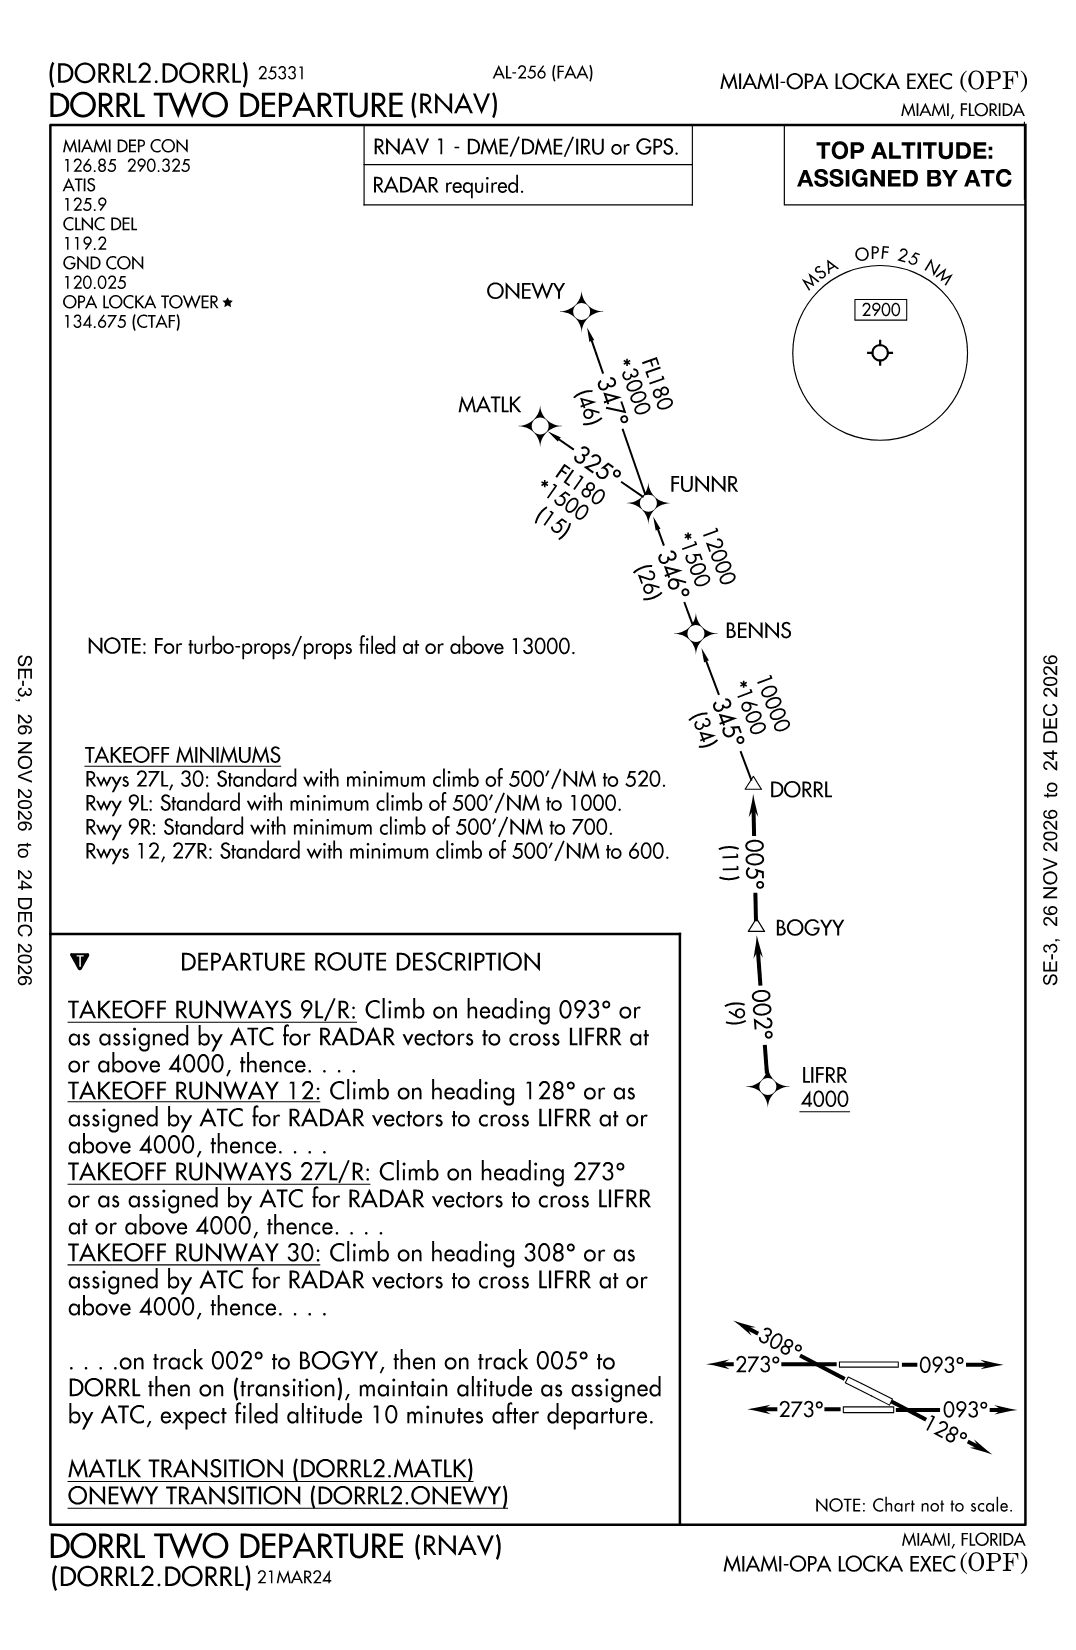 (DORRL2.DORRL) 25331
AL-256 (FAA)
MIAMI-OPA LOCKA EXEC (OPF)
DORRL TWO DEPARTURE (RNAV)
MIAMI, FLORIDA
MIAMI DEP CON
126.85 290.325
ATIS
125.9
CLNC DEL
119.2
GND CON
120.025
OPA LOCKA TOWER ★
134.675 (CTAF)
RNAV 1 - DME/DME/IRU or GPS.
RADAR required.
TOP ALTITUDE:
ASSIGNED BY ATC
MSA OPF 25 NM
2900
ONEWY
FL180
*3000
347°
(46)
MATLK
325°
FL180
*1500
(15)
FUNNR
12000
*1500
346°
(26)
BENNS
NOTE: For turbo-props/props filed at or above 13000.
10000
*1600
345°
(34)
TAKEOFF MINIMUMS
Rwys 27L, 30: Standard with minimum climb of 500'/NM to 520.
Rwy 9L: Standard with minimum climb of 500'/NM to 1000.
Rwy 9R: Standard with minimum climb of 500'/NM to 700.
Rwys 12, 27R: Standard with minimum climb of 500'/NM to 600.
DORRL
005°
(11)
BOGYY
002°
(9)
LIFRR
4000
T
DEPARTURE ROUTE DESCRIPTION
TAKEOFF RUNWAYS 9L/R: Climb on heading 093° or
as assigned by ATC for RADAR vectors to cross LIFRR at
or above 4000, thence. . . .
TAKEOFF RUNWAY 12: Climb on heading 128° or as
assigned by ATC for RADAR vectors to cross LIFRR at or
above 4000, thence. . . .
TAKEOFF RUNWAYS 27L/R: Climb on heading 273°
or as assigned by ATC for RADAR vectors to cross LIFRR
at or above 4000, thence. . . .
TAKEOFF RUNWAY 30: Climb on heading 308° or as
assigned by ATC for RADAR vectors to cross LIFRR at or
above 4000, thence. . . .
. . . .on track 002° to BOGYY, then on track 005° to
DORRL then on (transition), maintain altitude as assigned
by ATC, expect filed altitude 10 minutes after departure.
MATLK TRANSITION (DORRL2.MATLK)
ONEWY TRANSITION (DORRL2.ONEWY)
308°
273°
093°
273°
093°
128°
NOTE: Chart not to scale.
DORRL TWO DEPARTURE (RNAV)
(DORRL2.DORRL) 21MAR24
MIAMI, FLORIDA
MIAMI-OPA LOCKA EXEC (OPF)
SE-3, 26 NOV 2026 to 24 DEC 2026
SE-3, 26 NOV 2026 to 24 DEC 2026